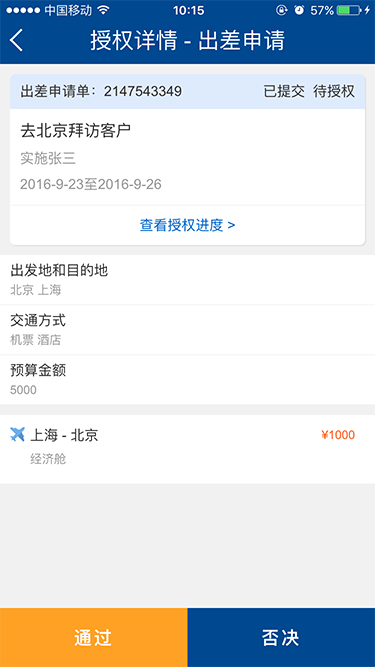 中国移动 10:15 57%
授权详情 - 出差申请
出差申请单：2147543349 已提交 待授权
去北京拜访客户
实施张三
2016-9-23至2016-9-26
查看授权进度 >
出发地和目的地
北京 上海
交通方式
机票 酒店
预算金额
5000
上海 - 北京 ¥1000
经济舱
通过 否决